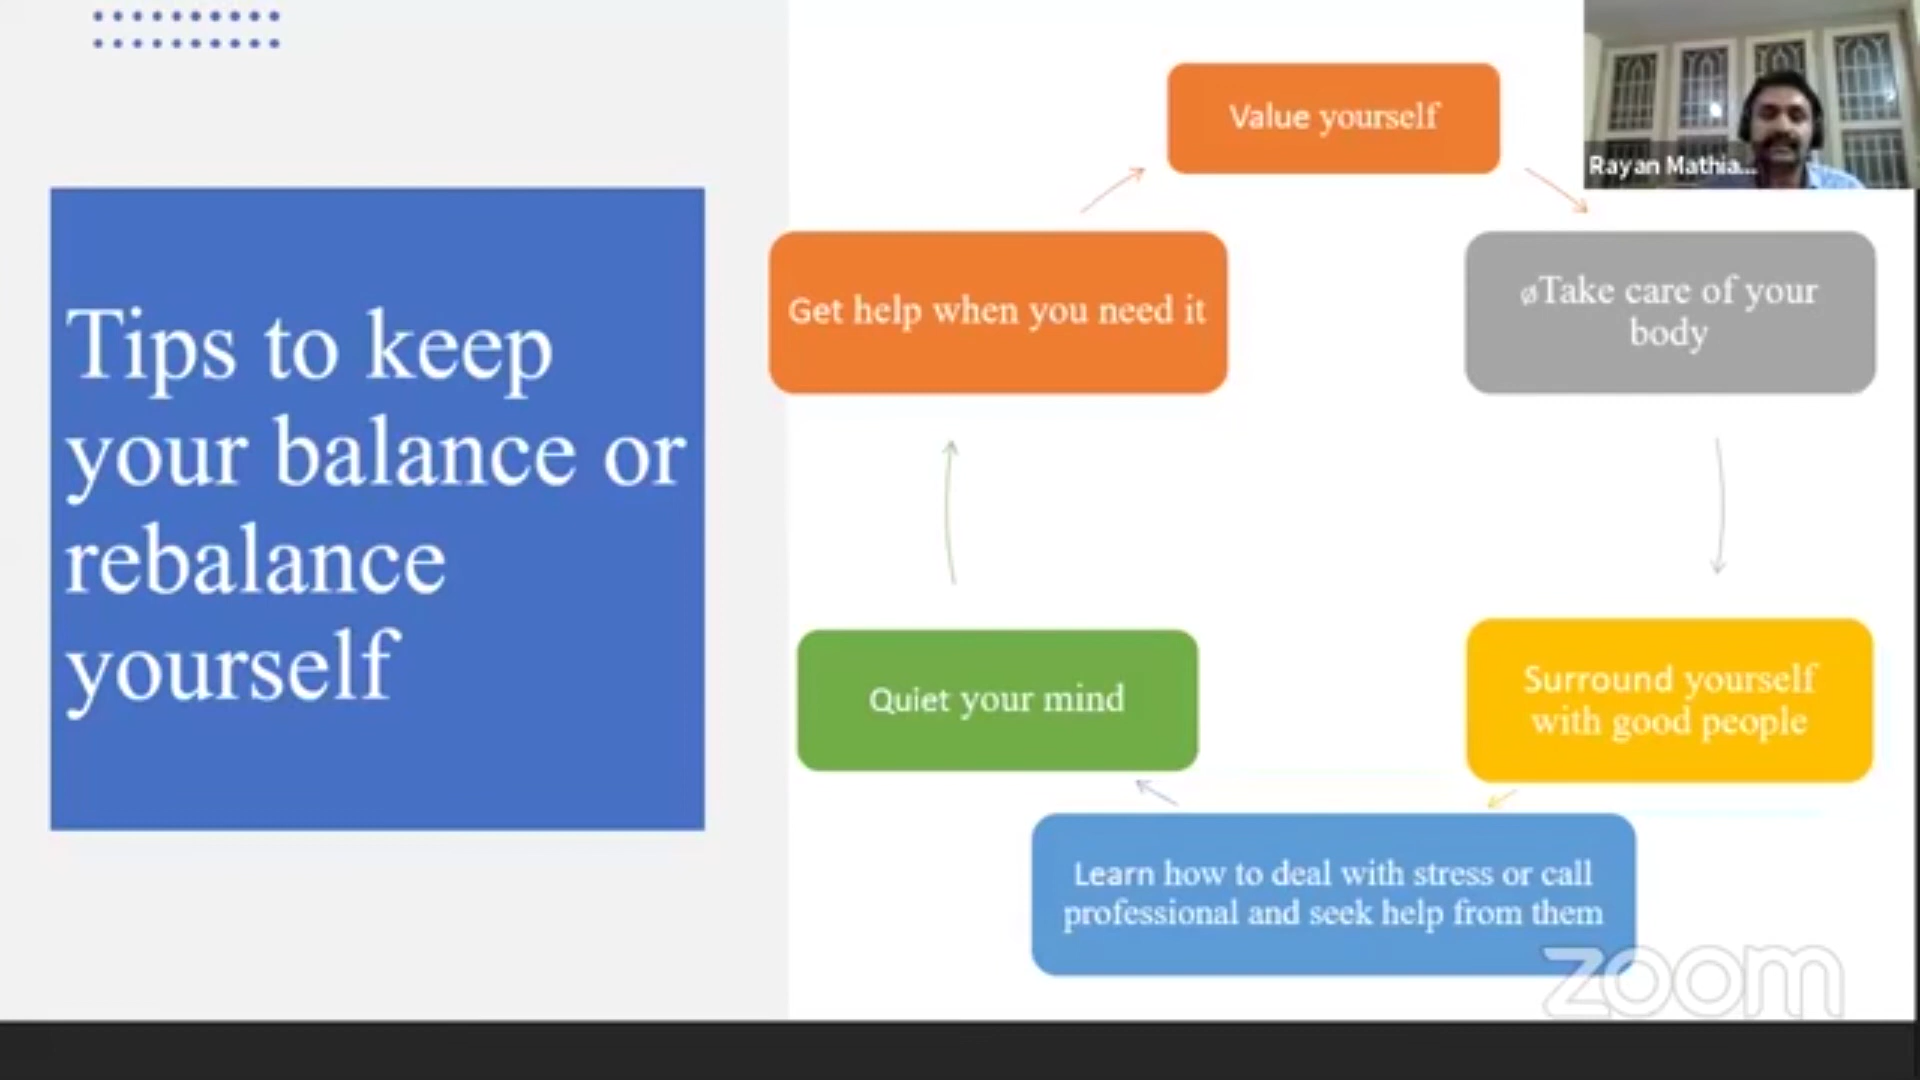 Tips to keep
your balance or
rebalance
yourself
Value yourself
Rayan Mathia...
Get help when you need it
øTake care of your
body
Quiet your mind
Surround yourself
with good people
Learn how to deal with stress or call
professional and seek help from them
zoom